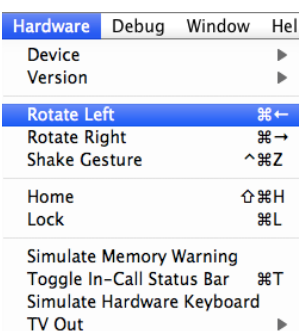 Hardware Debug Window Hel
Device
Version
Rotate Left ⌘←
Rotate Right ⌘→
Shake Gesture ^⌘Z
Home ⇧⌘H
Lock ⌘L
Simulate Memory Warning
Toggle In-Call Status Bar ⌘T
Simulate Hardware Keyboard
TV Out